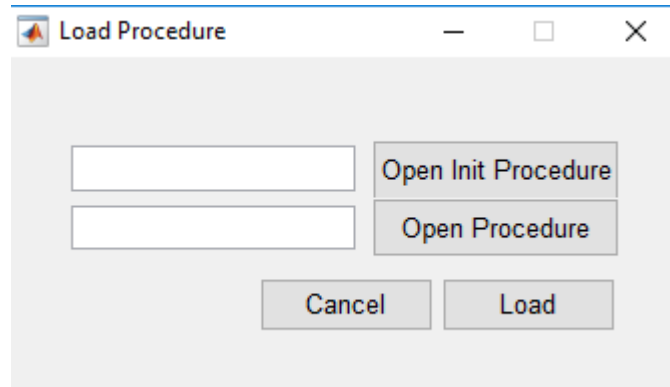 Load Procedure
Open Init Procedure
Open Procedure
Cancel Load